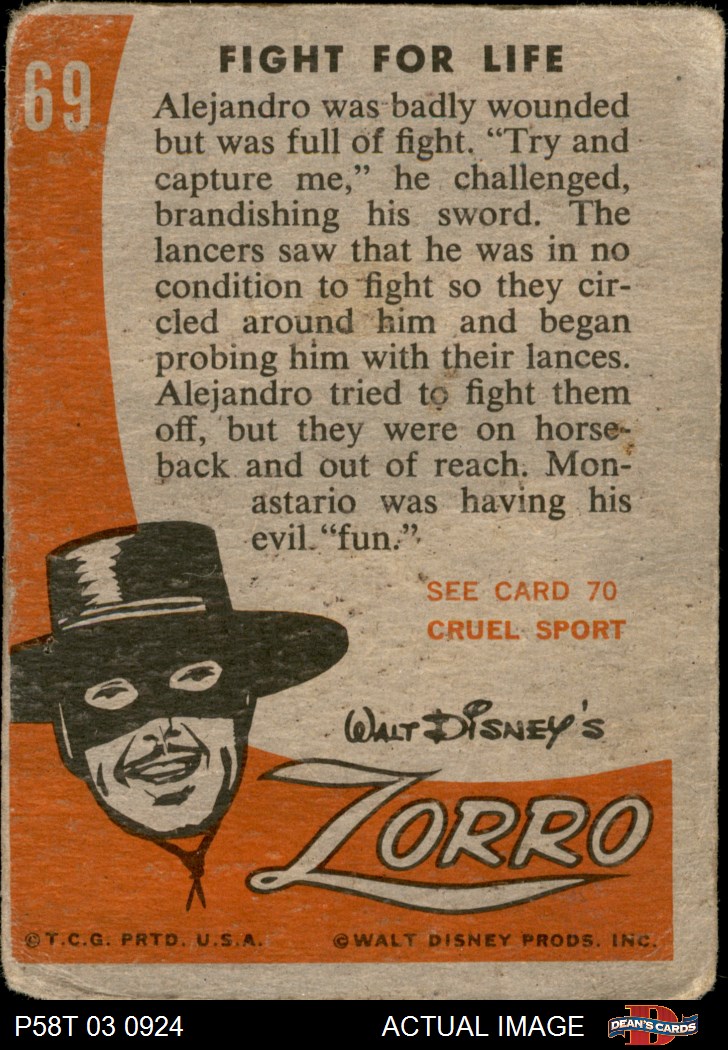 69
FIGHT FOR LIFE
Alejandro was badly wounded
but was full of fight. “Try and
capture me,” he challenged,
brandishing his sword. The
lancers saw that he was in no
condition to fight so they cir-
cled around him and began
probing him with their lances.
Alejandro tried to fight them
off, but they were on horse-
back and out of reach. Mon-
astario was having his
evil “fun.”
SEE CARD 70
CRUEL SPORT
WALT DISNEY'S
ZORRO
©T.C.G. PRTD. U.S.A. ©WALT DISNEY PRODS. INC.
P58T 03 0924 ACTUAL IMAGE DEAN'S CARDS